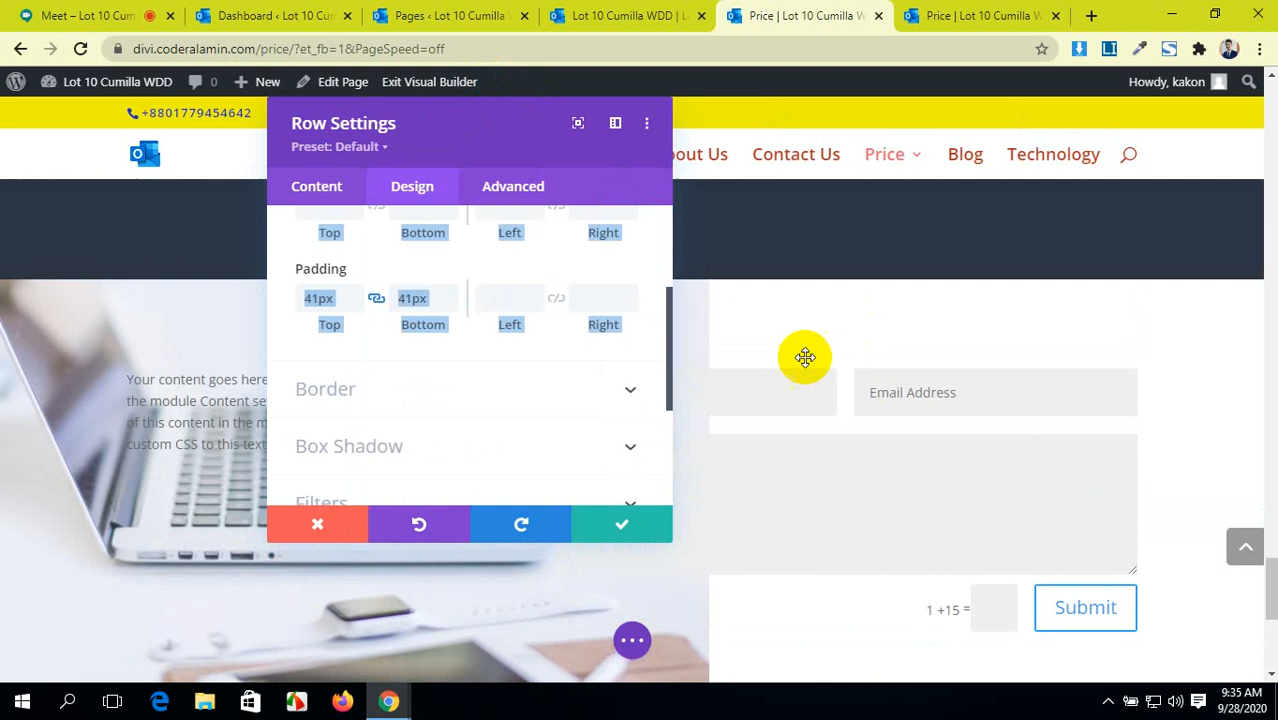 Meet – Lot 10 Cum
Dashboard ‹ Lot 10 Cu
Pages ‹ Lot 10 Cumilla W
Lot 10 Cumilla WDD | L
Price | Lot 10 Cumilla W
Price | Lot 10 Cumilla W
divi.coderalamin.com/price/?et_fb=1&PageSpeed=off
Lot 10 Cumilla WDD
0
New
Edit Page
Exit Visual Builder
Howdy, kakon
+8801779454642
Row Settings
Preset: Default
bout Us
Contact Us
Price
Blog
Technology
Content
Design
Advanced
Top
Bottom
Left
Right
Padding
41px
41px
Top
Bottom
Left
Right
Border
Box Shadow
Filters
Your content goes here
the module Content se
of this content in the m
custom CSS to this text
Email Address
1 +15 =
Submit
9:35 AM
9/28/2020